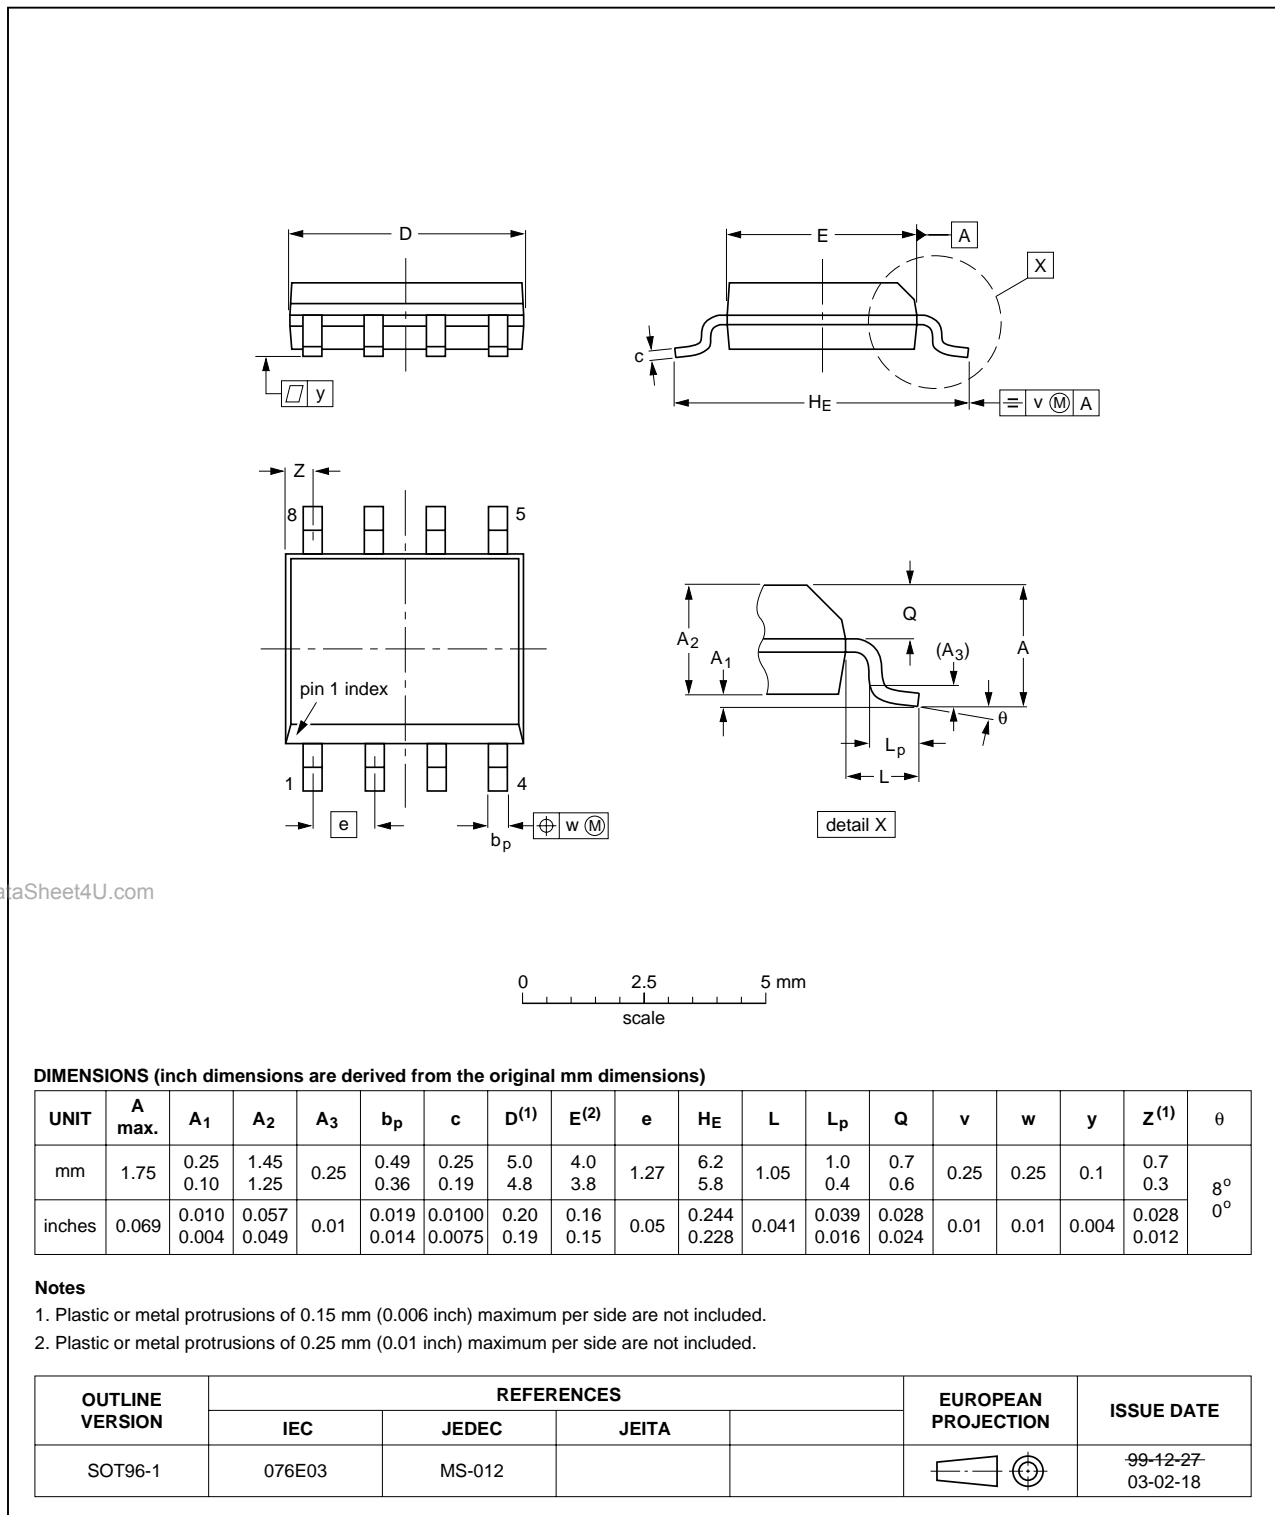 D
E
A
X
c
y
HE
= v M A
Z
8
5
pin 1 index
1
4
e
bp
w M
A2
A1
Q
(A3)
A
θ
Lp
L
detail X
ataSheet4U.com
0 2.5 5 mm
scale
DIMENSIONS (inch dimensions are derived from the original mm dimensions)
UNIT A max. A1 A2 A3 bp c D(1) E(2) e HE L Lp Q v w y Z(1) θ
mm 1.75 0.25 0.10 1.45 1.25 0.25 0.49 0.36 0.25 0.19 5.0 4.8 4.0 3.8 1.27 6.2 5.8 1.05 1.0 0.4 0.7 0.6 0.25 0.25 0.1 0.7 0.3 8o 0o
inches 0.069 0.010 0.004 0.057 0.049 0.01 0.019 0.014 0.0100 0.0075 0.20 0.19 0.16 0.15 0.05 0.244 0.228 0.041 0.039 0.016 0.028 0.024 0.01 0.01 0.004 0.028 0.012
Notes
1. Plastic or metal protrusions of 0.15 mm (0.006 inch) maximum per side are not included.
2. Plastic or metal protrusions of 0.25 mm (0.01 inch) maximum per side are not included.
OUTLINE VERSION REFERENCES EUROPEAN PROJECTION ISSUE DATE
IEC JEDEC JEITA
SOT96-1 076E03 MS-012 99-12-27 03-02-18